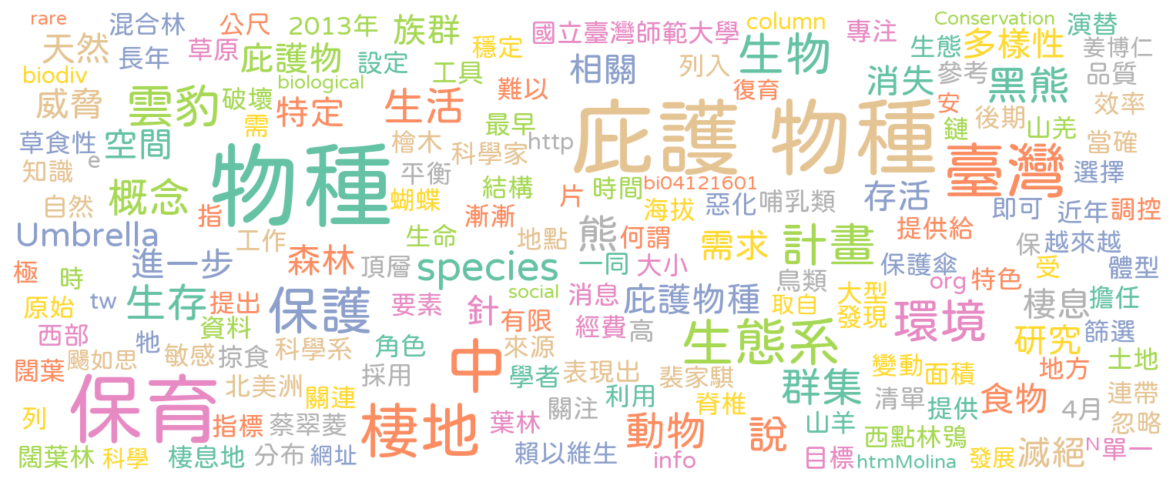 rare 混合林 公尺 2013年 族群 穩定 國立臺灣師範大學 column 專注 Conservation 演替
天然 長年 草原 庇護物 設定 工具 相關 列入 生物 生態 多樣性 姜博仁
biodiv biological 難以 復育 消失 參考 黑熊 品質
威脅 雲豹 破壞 特定 生活 最早 庇護 物種 安 後期 效率
草食性 空間 需 檜木 科學家 http 臺灣 鏈 山羌 當確
知識 e 物種 平衡 結構 片 時間 bi04121601 哺乳類 存活 選擇
自然 概念 指 蝴蝶 漸漸 海拔 惡化 即可 近年 調控
Umbrella 工作 生命 地點 熊 何謂 需求 計畫 提供給 保 越來越
極 時 進一步 森林 頂層 species 一同 大小 鳥類 保護傘 org 特色 受 體型
原始 tw 生存 提出 保護 要素 針 social 消息 庇護物種 取自 大型 棲息 擔任
西部 牠 資料 有限 經費 高 生態系 發現 環境 研究 篩選
闊葉 颺如思 敏感 掠食 科學系 角色 中 來源 變動 土地
保育 北美洲 關連 採用 學者 表現出 裴家騏 群集 面積 地方
列 指標 蔡翠菱 棲地 葉林 關注 利用 脊椎 山羊 清單 提供 食物 4月 連帶
闊葉林 科學 棲息地 分布 網址 賴以維生 動物 info 說 目標 西點林鴞 htmMolina 發展 滅絕 N 單一 忽略